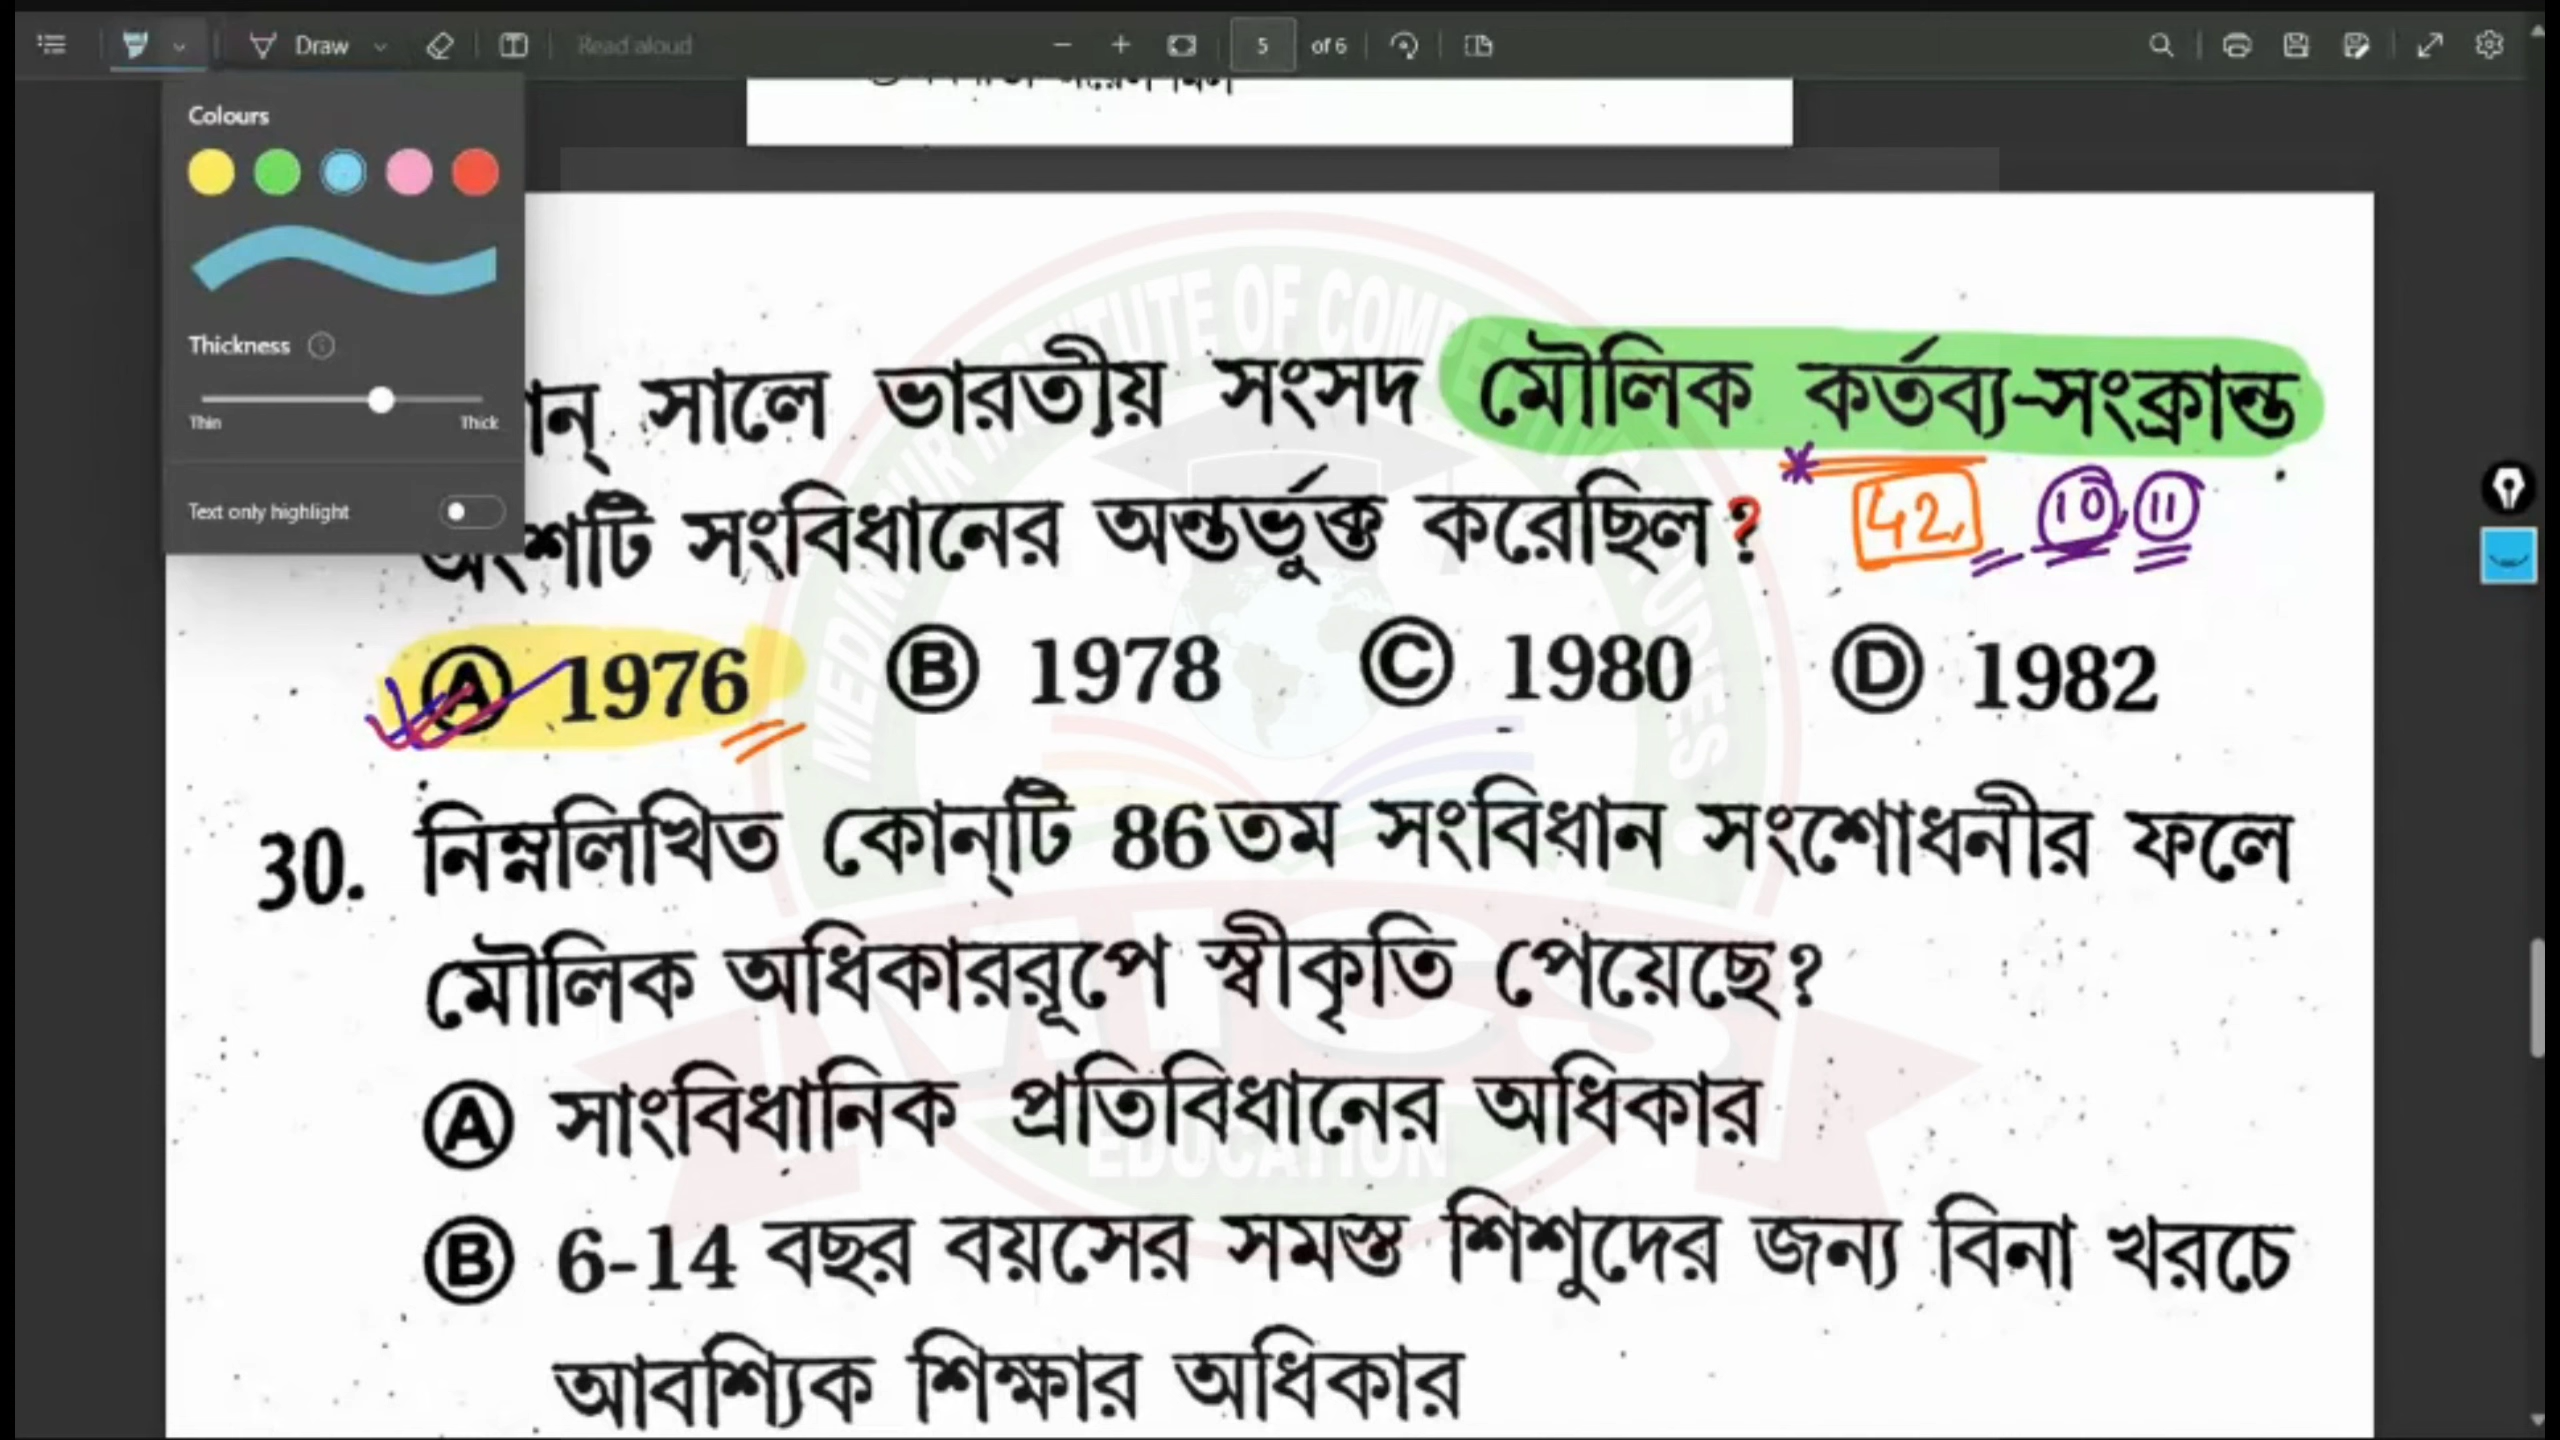 Draw
Read aloud
5 of 6
Colours
Thickness
Thin Thick
Text only highlight
সালে ভারতীয় সংসদ মৌলিক কর্তব্য-সংক্রান্ত
অংশটি সংবিধানের অন্তর্ভুক্ত করেছিল? 42, 10, 11
A 1976 B 1978 C 1980 D 1982
30. নিম্নলিখিত কোন্‌টি 86তম সংবিধান সংশোধনীর ফলে
মৌলিক অধিকাররূপে স্বীকৃতি পেয়েছে?
A সাংবিধানিক প্রতিবিধানের অধিকার
B 6-14 বছর বয়সের সমস্ত শিশুদের জন্য বিনা খরচে
আবশ্যিক শিক্ষার অধিকার
MICS
EDUCATION